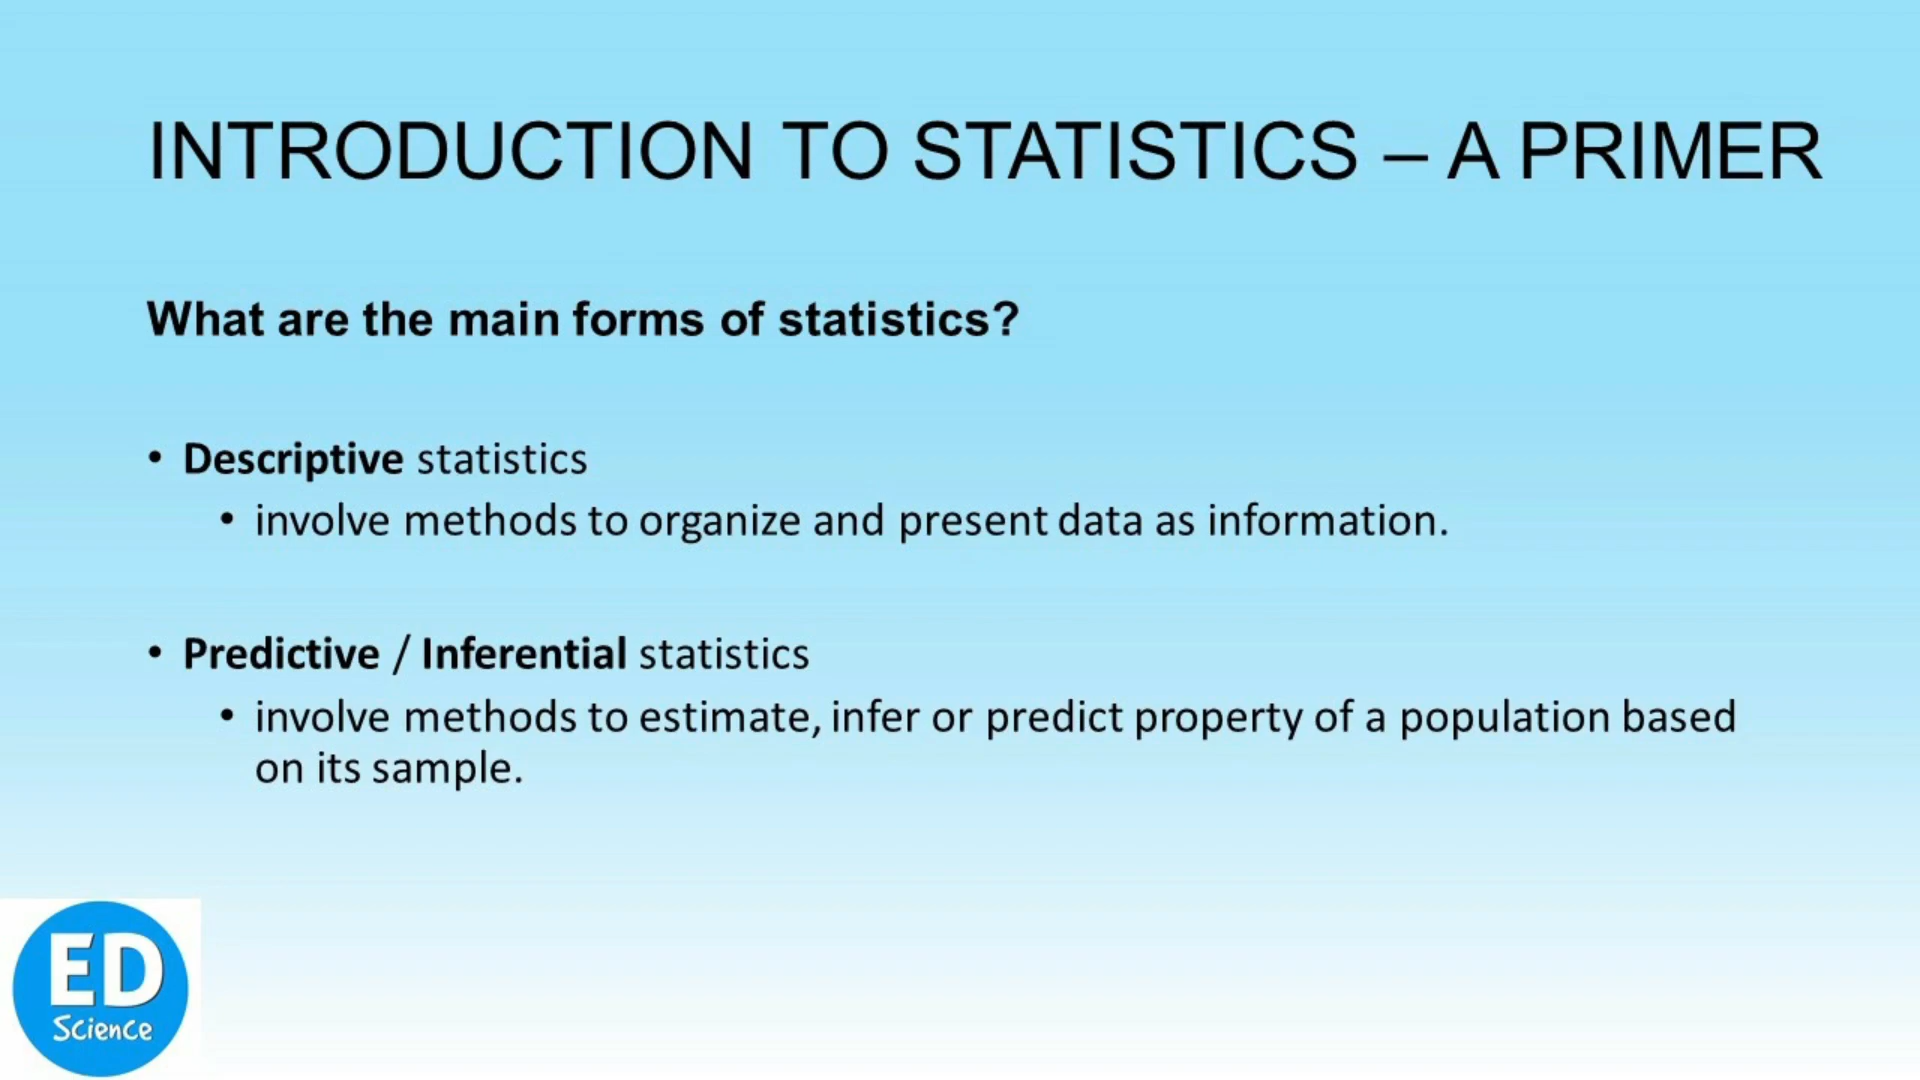 INTRODUCTION TO STATISTICS – A PRIMER
What are the main forms of statistics?
• Descriptive statistics
• involve methods to organize and present data as information.
• Predictive / Inferential statistics
• involve methods to estimate, infer or predict property of a population based
on its sample.
ED
Science